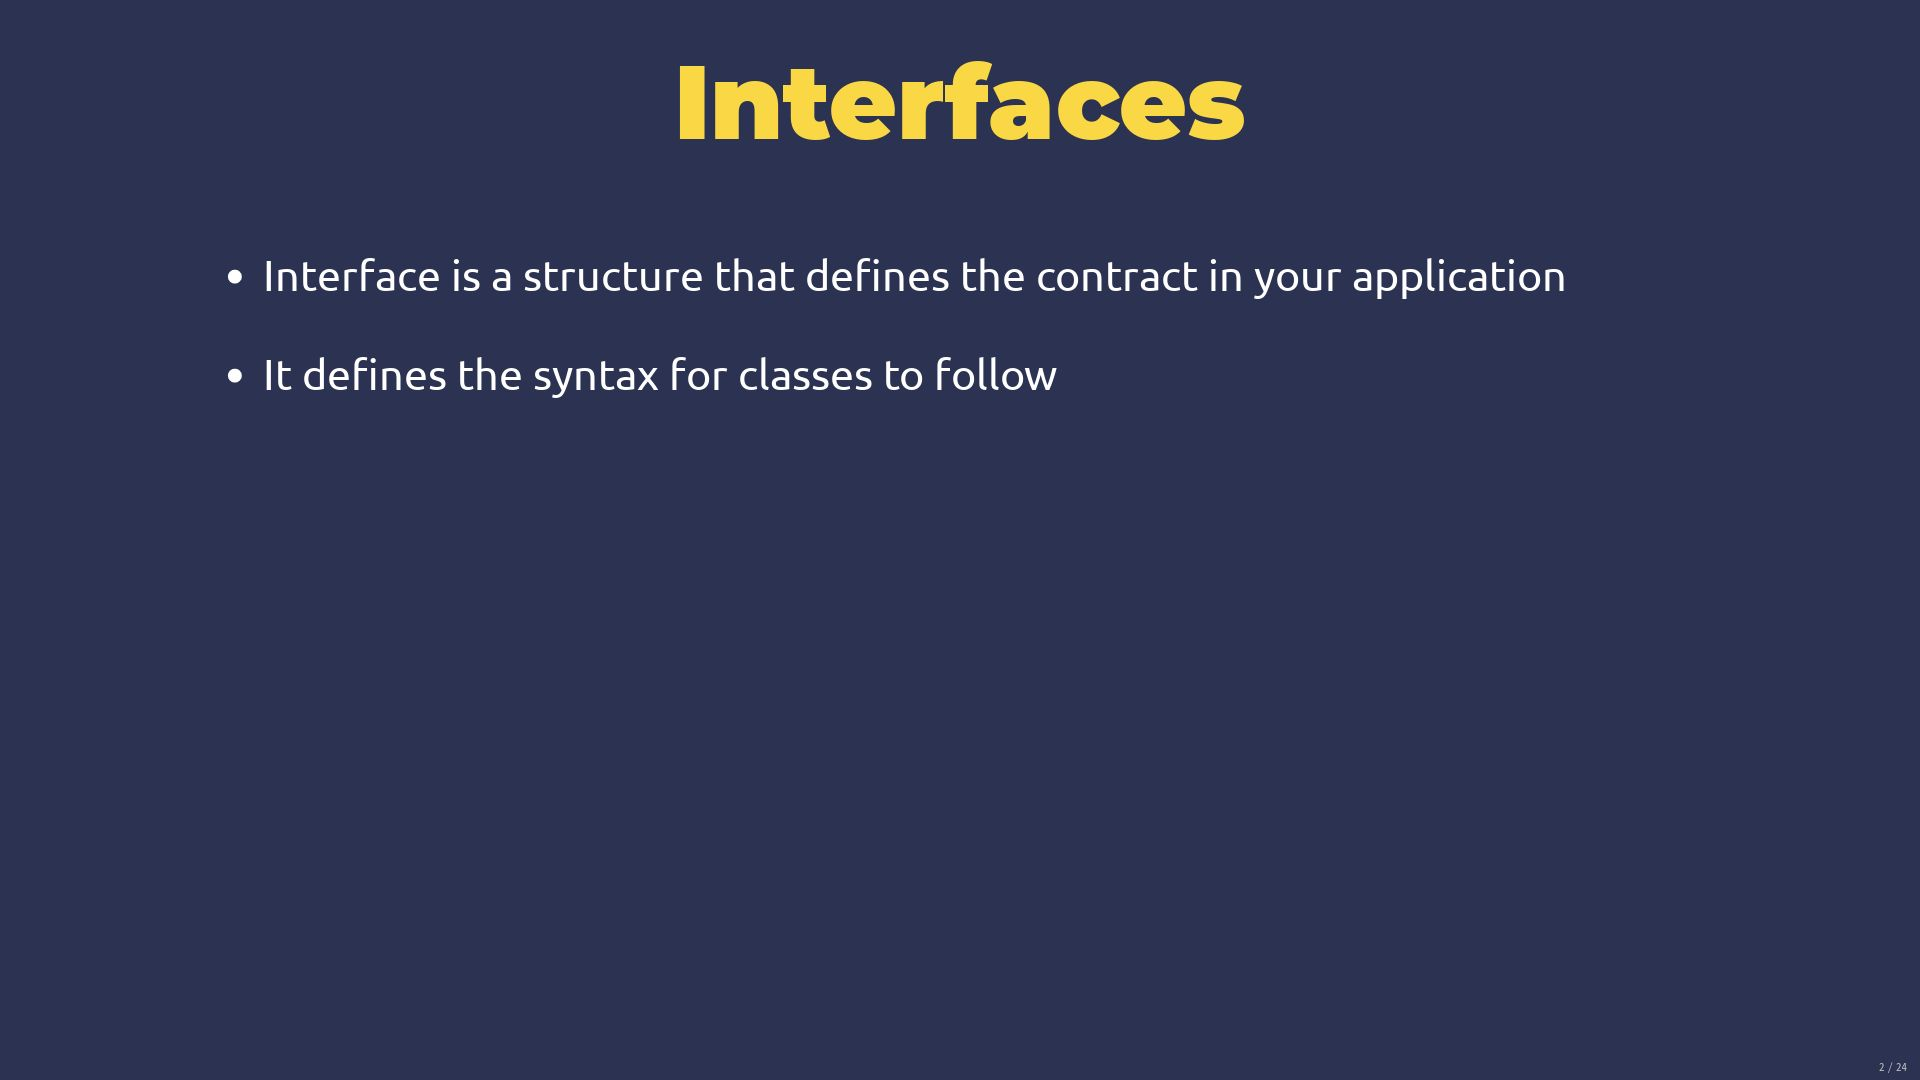 Interfaces
• Interface is a structure that defines the contract in your application
• It defines the syntax for classes to follow
2 / 24